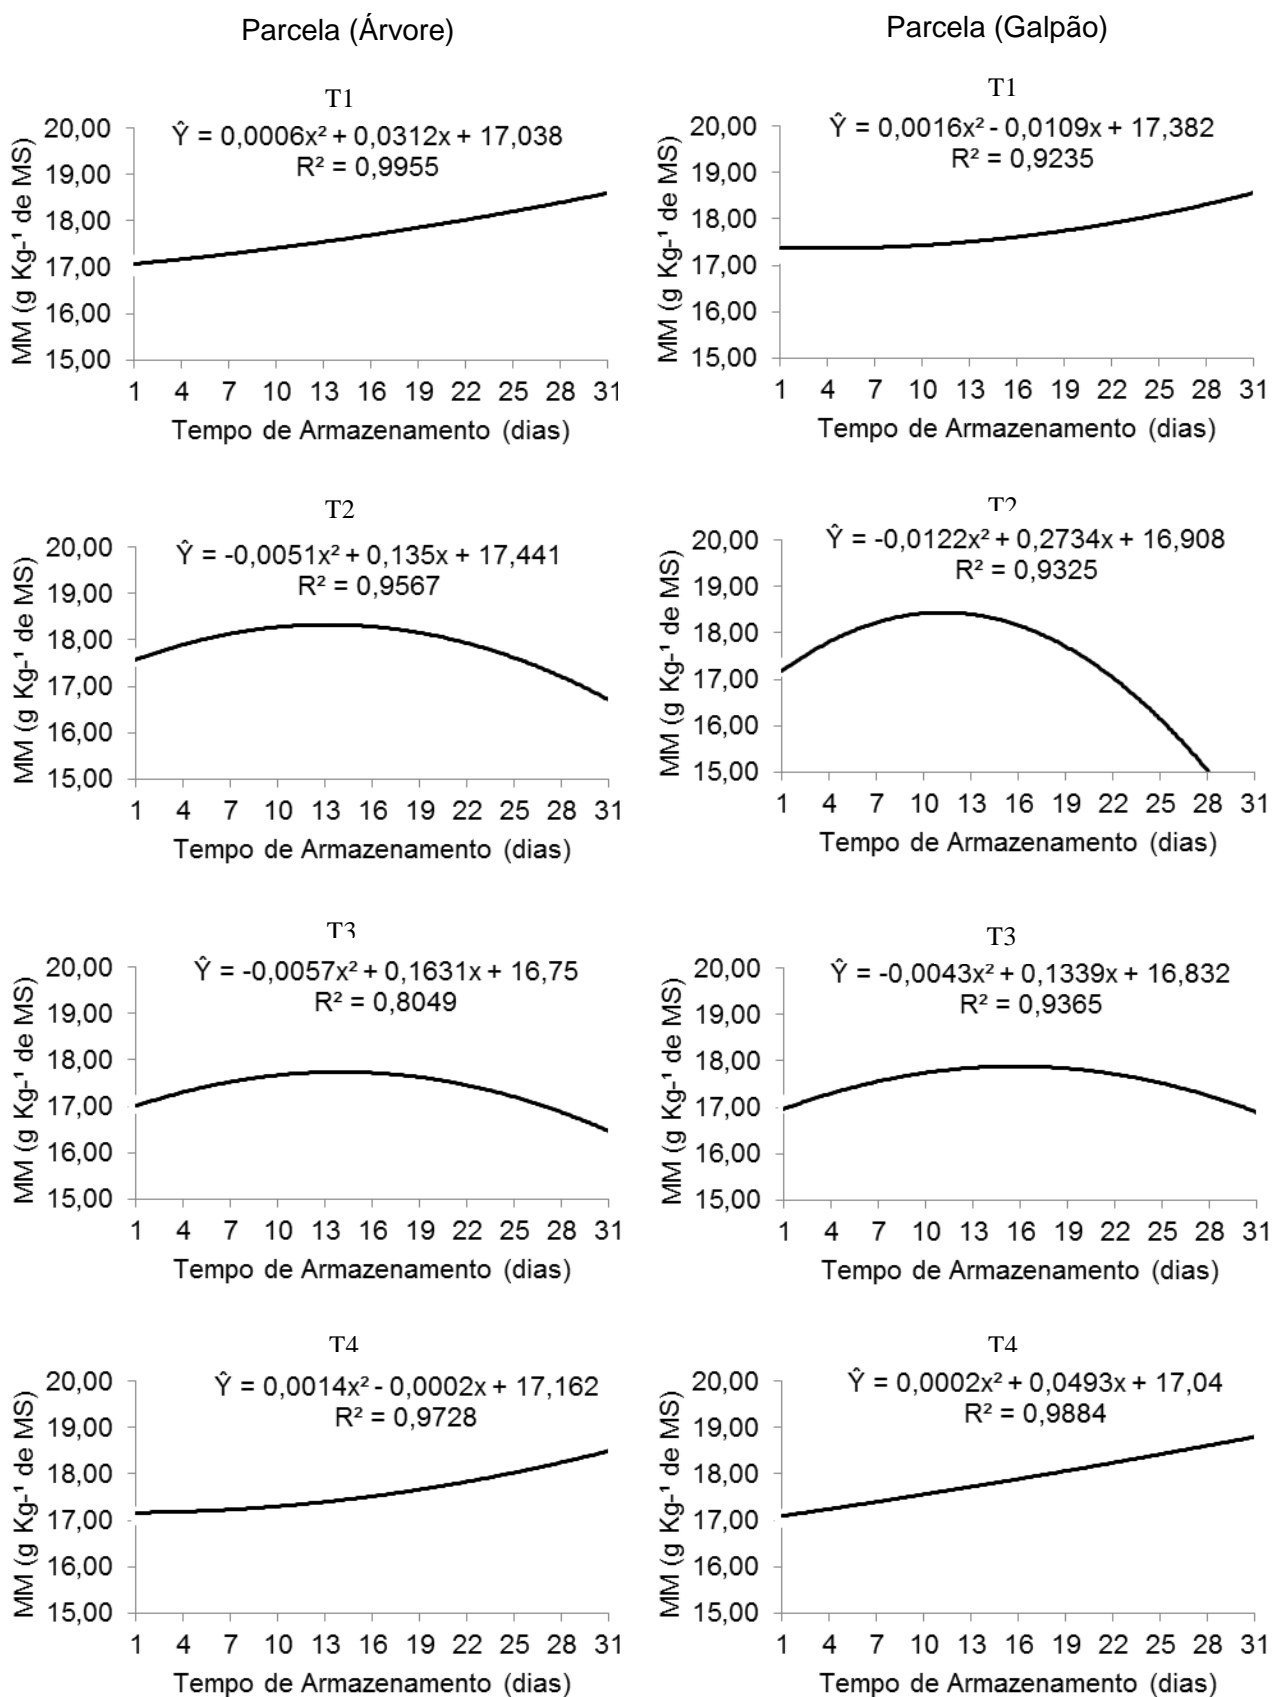 Parcela (Árvore)
Parcela (Galpão)
T1
Ŷ = 0,0006x² + 0,0312x + 17,038
R² = 0,9955
MM (g Kg-¹ de MS)
20,00
19,00
18,00
17,00
16,00
15,00
1 4 7 10 13 16 19 22 25 28 31
Tempo de Armazenamento (dias)
T1
Ŷ = 0,0016x² - 0,0109x + 17,382
R² = 0,9235
MM (g Kg-¹ de MS)
20,00
19,00
18,00
17,00
16,00
15,00
1 4 7 10 13 16 19 22 25 28 31
Tempo de Armazenamento (dias)
T2
Ŷ = -0,0051x² + 0,135x + 17,441
R² = 0,9567
MM (g Kg-¹ de MS)
20,00
19,00
18,00
17,00
16,00
15,00
1 4 7 10 13 16 19 22 25 28 31
Tempo de Armazenamento (dias)
T2
Ŷ = -0,0122x² + 0,2734x + 16,908
R² = 0,9325
MM (g Kg-¹ de MS)
20,00
19,00
18,00
17,00
16,00
15,00
1 4 7 10 13 16 19 22 25 28 31
Tempo de Armazenamento (dias)
T3
Ŷ = -0,0057x² + 0,1631x + 16,75
R² = 0,8049
MM (g Kg-¹ de MS)
20,00
19,00
18,00
17,00
16,00
15,00
1 4 7 10 13 16 19 22 25 28 31
Tempo de Armazenamento (dias)
T3
Ŷ = -0,0043x² + 0,1339x + 16,832
R² = 0,9365
MM (g Kg-¹ de MS)
20,00
19,00
18,00
17,00
16,00
15,00
1 4 7 10 13 16 19 22 25 28 31
Tempo de Armazenamento (dias)
T4
Ŷ = 0,0014x² - 0,0002x + 17,162
R² = 0,9728
MM (g Kg-¹ de MS)
20,00
19,00
18,00
17,00
16,00
15,00
1 4 7 10 13 16 19 22 25 28 31
Tempo de Armazenamento (dias)
T4
Ŷ = 0,0002x² + 0,0493x + 17,04
R² = 0,9884
MM (g Kg-¹ de MS)
20,00
19,00
18,00
17,00
16,00
15,00
1 4 7 10 13 16 19 22 25 28 31
Tempo de Armazenamento (dias)